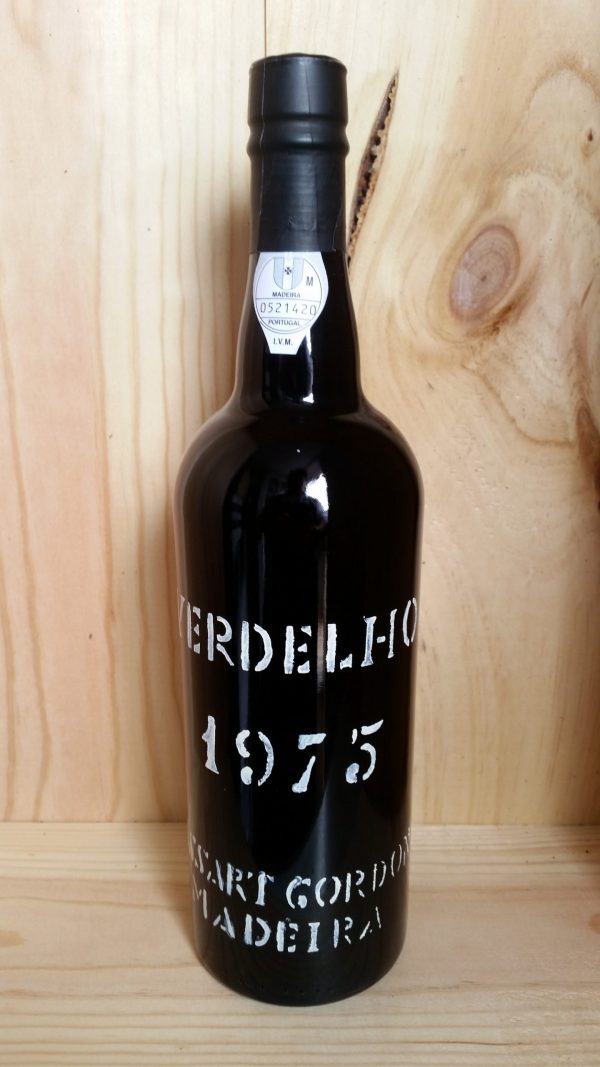 M
MADEIRA
0521420
PORTUGAL
I.V.M.
VERDELHO
1975
SSART GORDON
MADEIRA